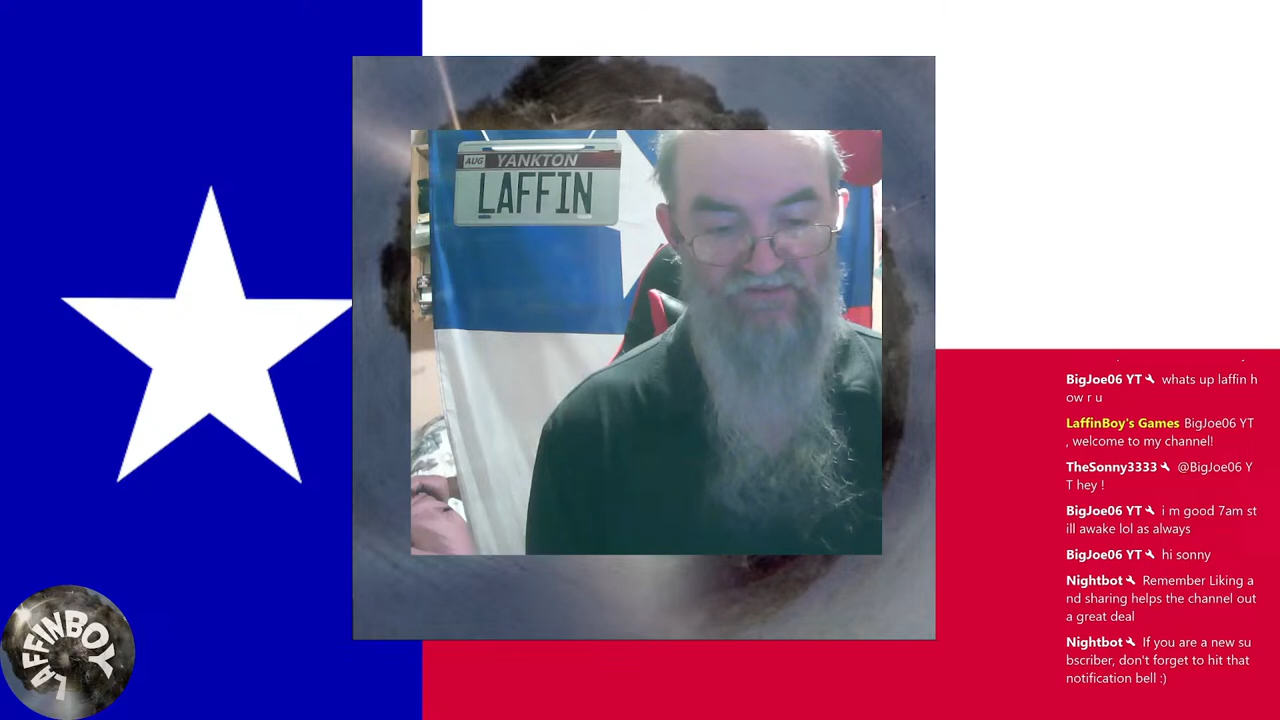 AUG YANKTON
LAFFIN
BigJoe06 YT whats up laffin h
ow r u
LaffinBoy's Games BigJoe06 YT
, welcome to my channel!
TheSonny3333 @BigJoe06 Y
T hey !
BigJoe06 YT i m good 7am st
ill awake lol as always
BigJoe06 YT hi sonny
Nightbot Remember Liking a
nd sharing helps the channel out
a great deal
Nightbot If you are a new su
bscriber, don't forget to hit that
notification bell :)
LAFFINBOY